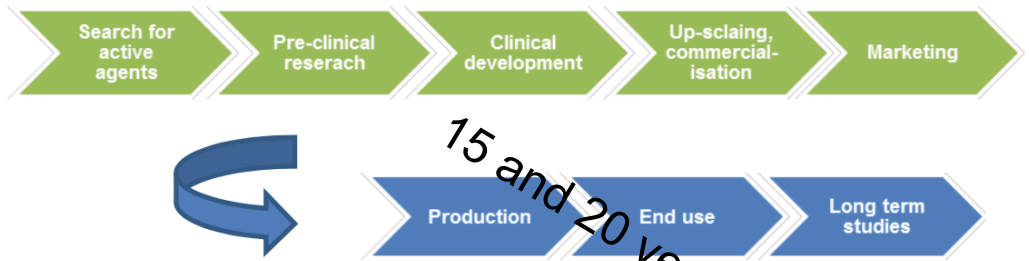 Search for
active
agents
Pre-clinical
reserach
Clinical
development
Up-sclaing,
commercial-
isation
Marketing
15 and 20
Production
End use
Long term
studies